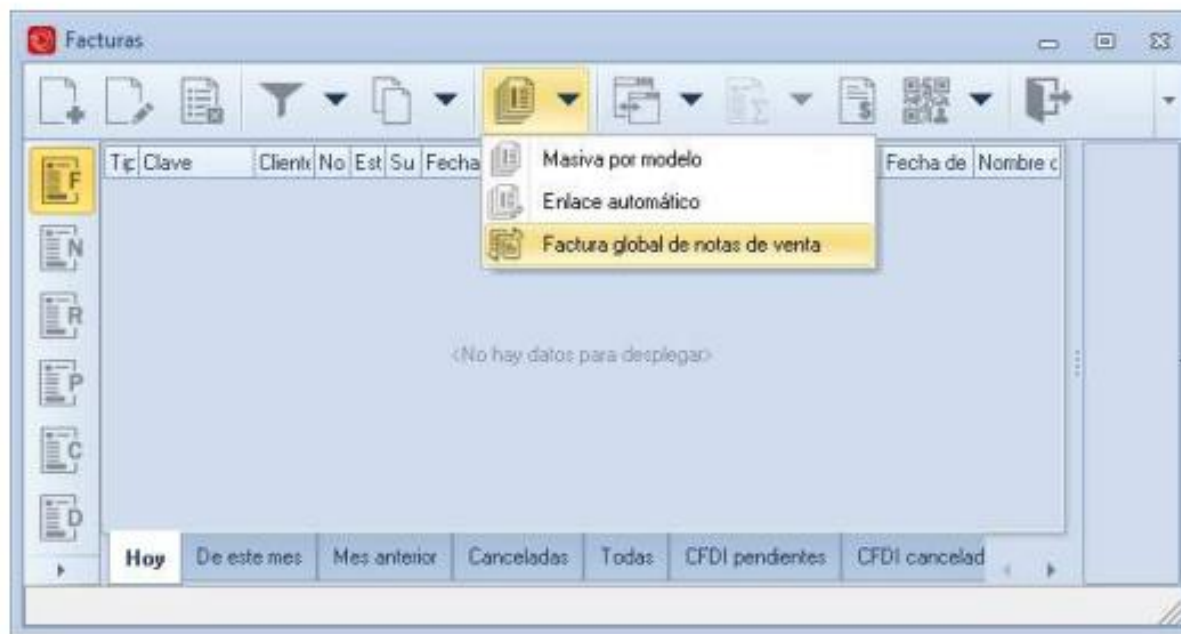 Facturas
Masiva por modelo
Enlace automático
Factura global de notas de venta
Tip Clave Cliente No Est Su Fecha Fecha de Nombre c
F
N
R
P
C
D
<No hay datos para desplegar>
Hoy De este mes Mes anterior Canceladas Todas CFDI pendientes CFDI cancelad